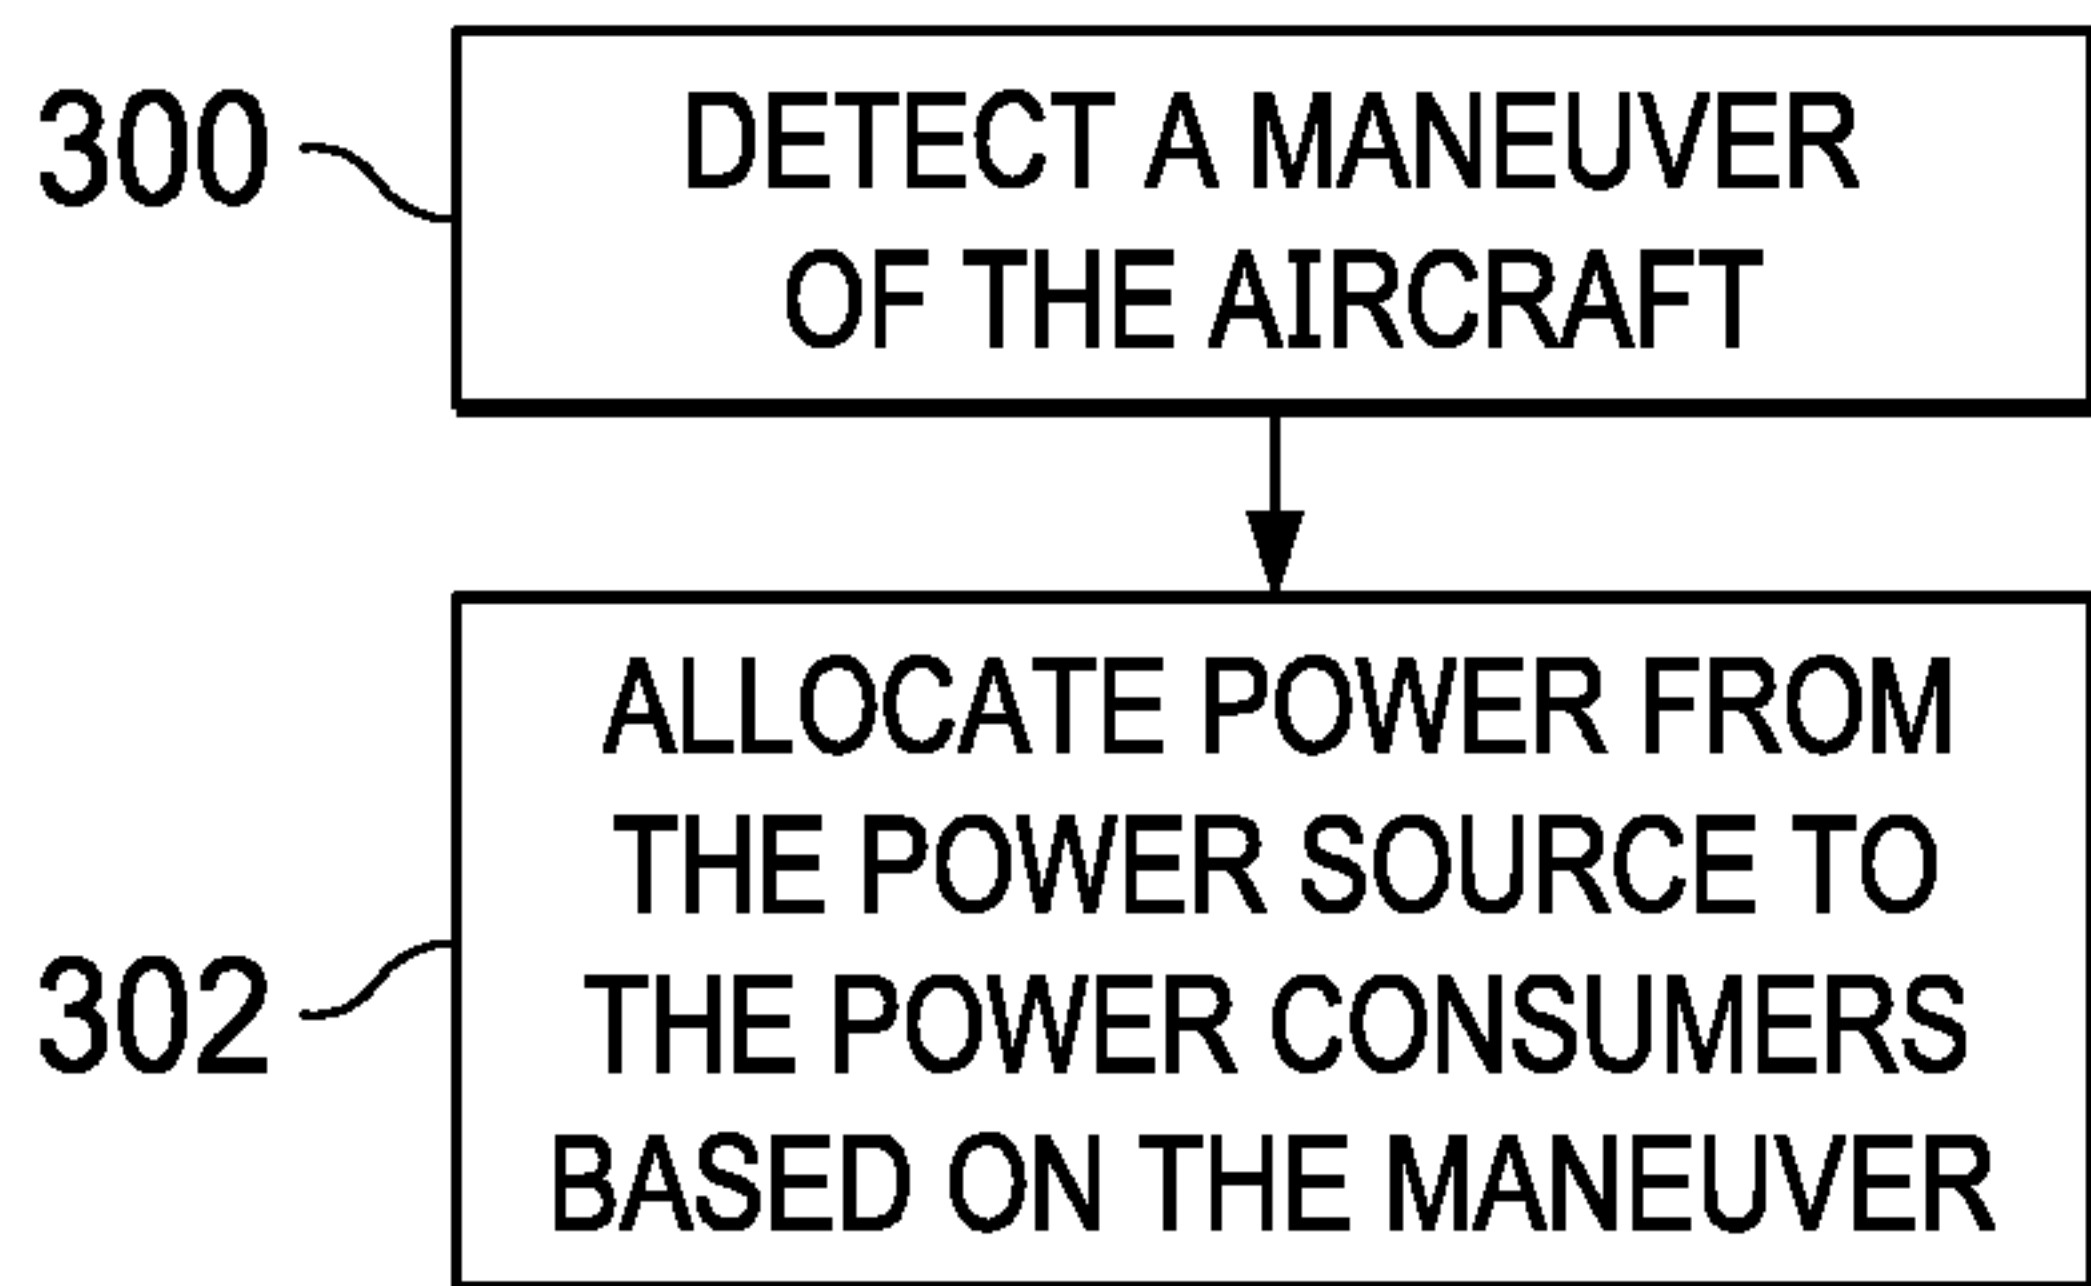 300
DETECT A MANEUVER
OF THE AIRCRAFT
302
ALLOCATE POWER FROM
THE POWER SOURCE TO
THE POWER CONSUMERS
BASED ON THE MANEUVER